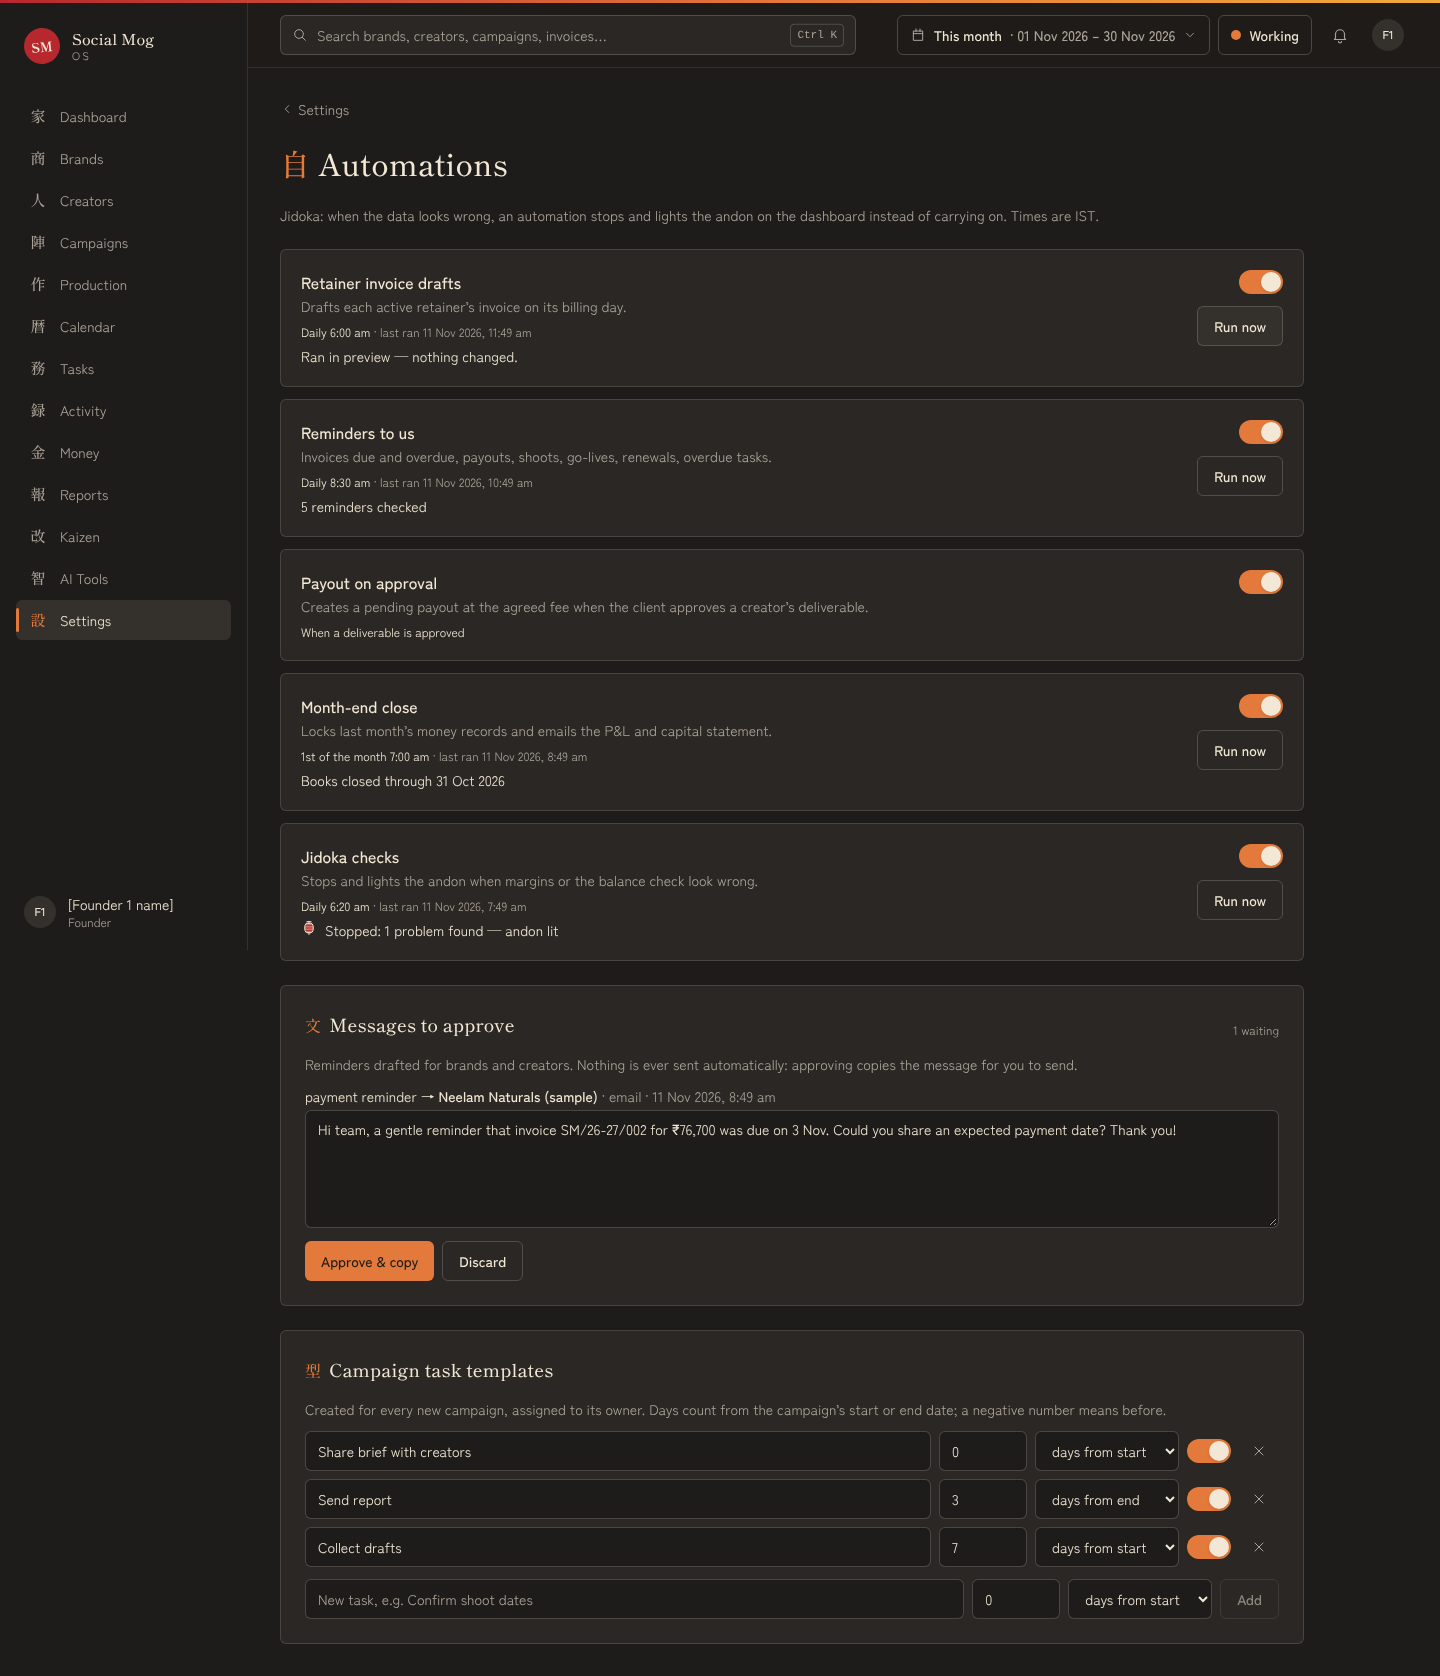 SM
Social Mog
OS
Search brands, creators, campaigns, invoices...
Ctrl K
This month · 01 Nov 2026 – 30 Nov 2026
Working
F1
家 Dashboard
商 Brands
人 Creators
陣 Campaigns
作 Production
暦 Calendar
務 Tasks
録 Activity
金 Money
報 Reports
改 Kaizen
智 AI Tools
設 Settings
F1
[Founder 1 name]
Founder
Settings
自 Automations
Jidoka: when the data looks wrong, an automation stops and lights the andon on the dashboard instead of carrying on. Times are IST.
Retainer invoice drafts
Drafts each active retainer's invoice on its billing day.
Daily 6:00 am · last ran 11 Nov 2026, 11:49 am
Ran in preview — nothing changed.
Run now
Reminders to us
Invoices due and overdue, payouts, shoots, go-lives, renewals, overdue tasks.
Daily 8:30 am · last ran 11 Nov 2026, 10:49 am
5 reminders checked
Run now
Payout on approval
Creates a pending payout at the agreed fee when the client approves a creator's deliverable.
When a deliverable is approved
Month-end close
Locks last month's money records and emails the P&L and capital statement.
1st of the month 7:00 am · last ran 11 Nov 2026, 8:49 am
Books closed through 31 Oct 2026
Run now
Jidoka checks
Stops and lights the andon when margins or the balance check look wrong.
Daily 6:20 am · last ran 11 Nov 2026, 7:49 am
Stopped: 1 problem found — andon lit
Run now
文 Messages to approve
1 waiting
Reminders drafted for brands and creators. Nothing is ever sent automatically: approving copies the message for you to send.
payment reminder → Neelam Naturals (sample) · email · 11 Nov 2026, 8:49 am
Hi team, a gentle reminder that invoice SM/26-27/002 for ₹76,700 was due on 3 Nov. Could you share an expected payment date? Thank you!
Approve & copy
Discard
型 Campaign task templates
Created for every new campaign, assigned to its owner. Days count from the campaign's start or end date; a negative number means before.
Share brief with creators 0 days from start
Send report 3 days from end
Collect drafts 7 days from start
New task, e.g. Confirm shoot dates 0 days from start Add